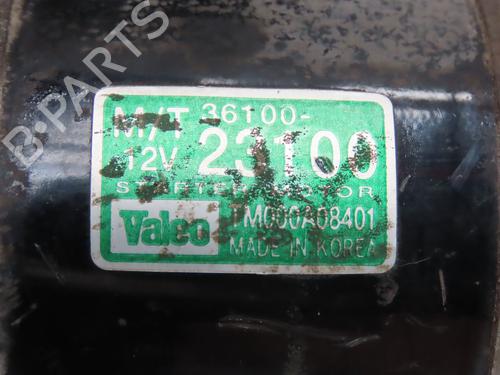 M/T 36100-
12V 23100
STARTER MOTOR
Valeo TM000A08401
MADE IN KOREA
B-PARTS